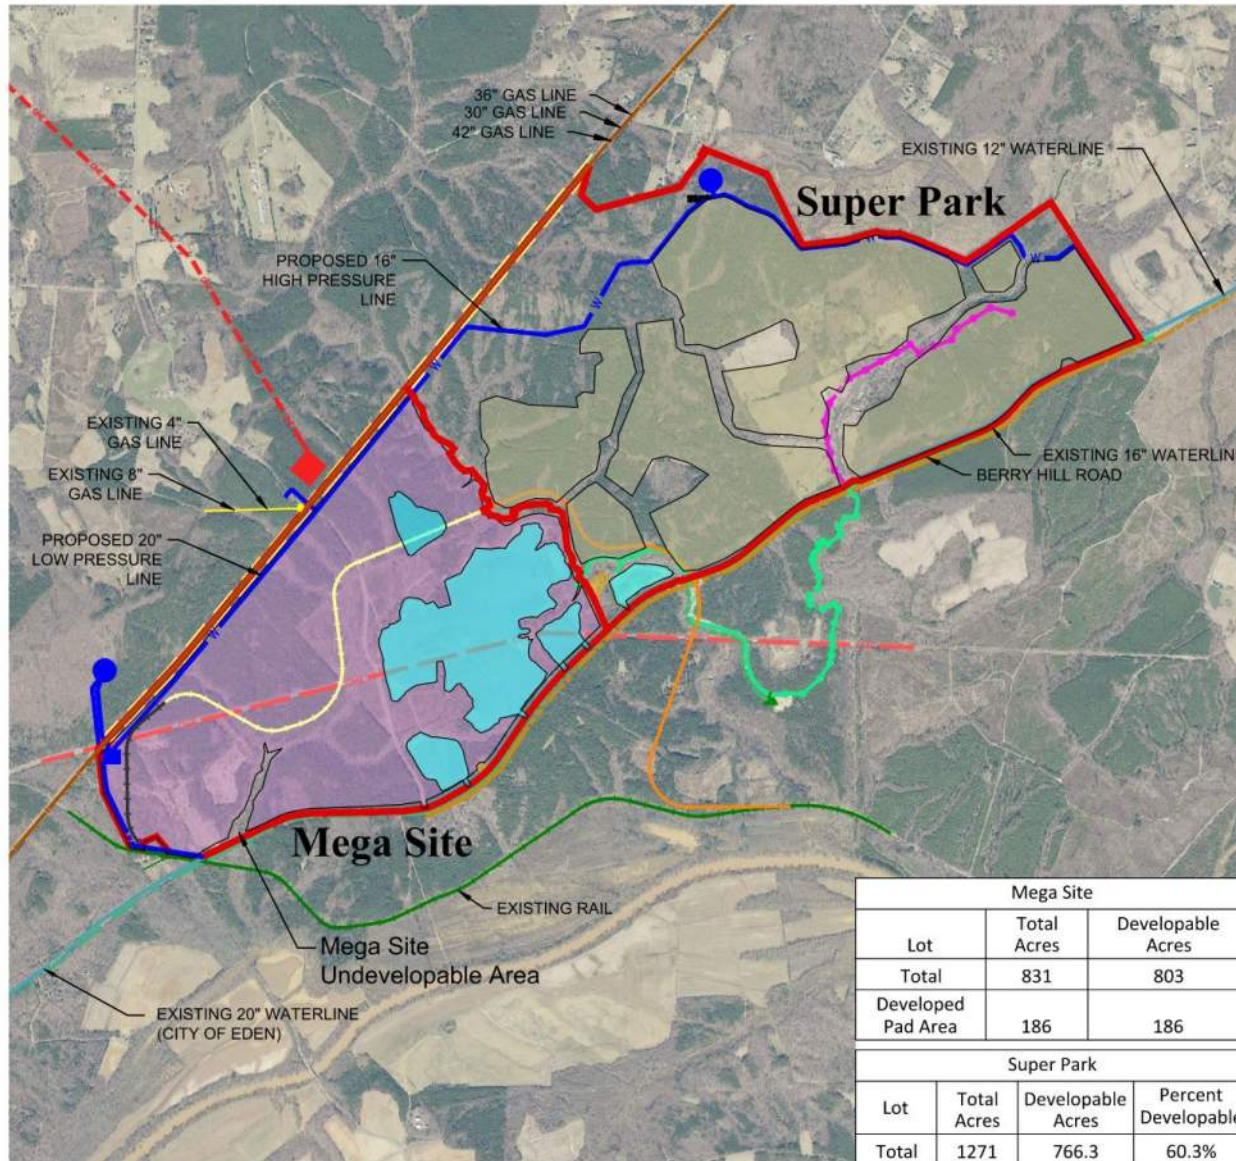 36" GAS LINE
30" GAS LINE
42" GAS LINE
EXISTING 12" WATERLINE
Super Park
PROPOSED 16"
HIGH PRESSURE
LINE
W
W
W
W
EXISTING 4"
GAS LINE
EXISTING 8"
GAS LINE
EXISTING 16" WATERLIN
BERRY HILL ROAD
PROPOSED 20"
LOW PRESSURE
LINE
W
Mega Site
EXISTING RAIL
Mega Site
Undevelopable Area
EXISTING 20" WATERLINE
(CITY OF EDEN)
Mega Site
Lot Total Acres Developable Acres
Total 831 803
Developed Pad Area 186 186
Super Park
Lot Total Acres Developable Acres Percent Developable
Total 1271 766.3 60.3%